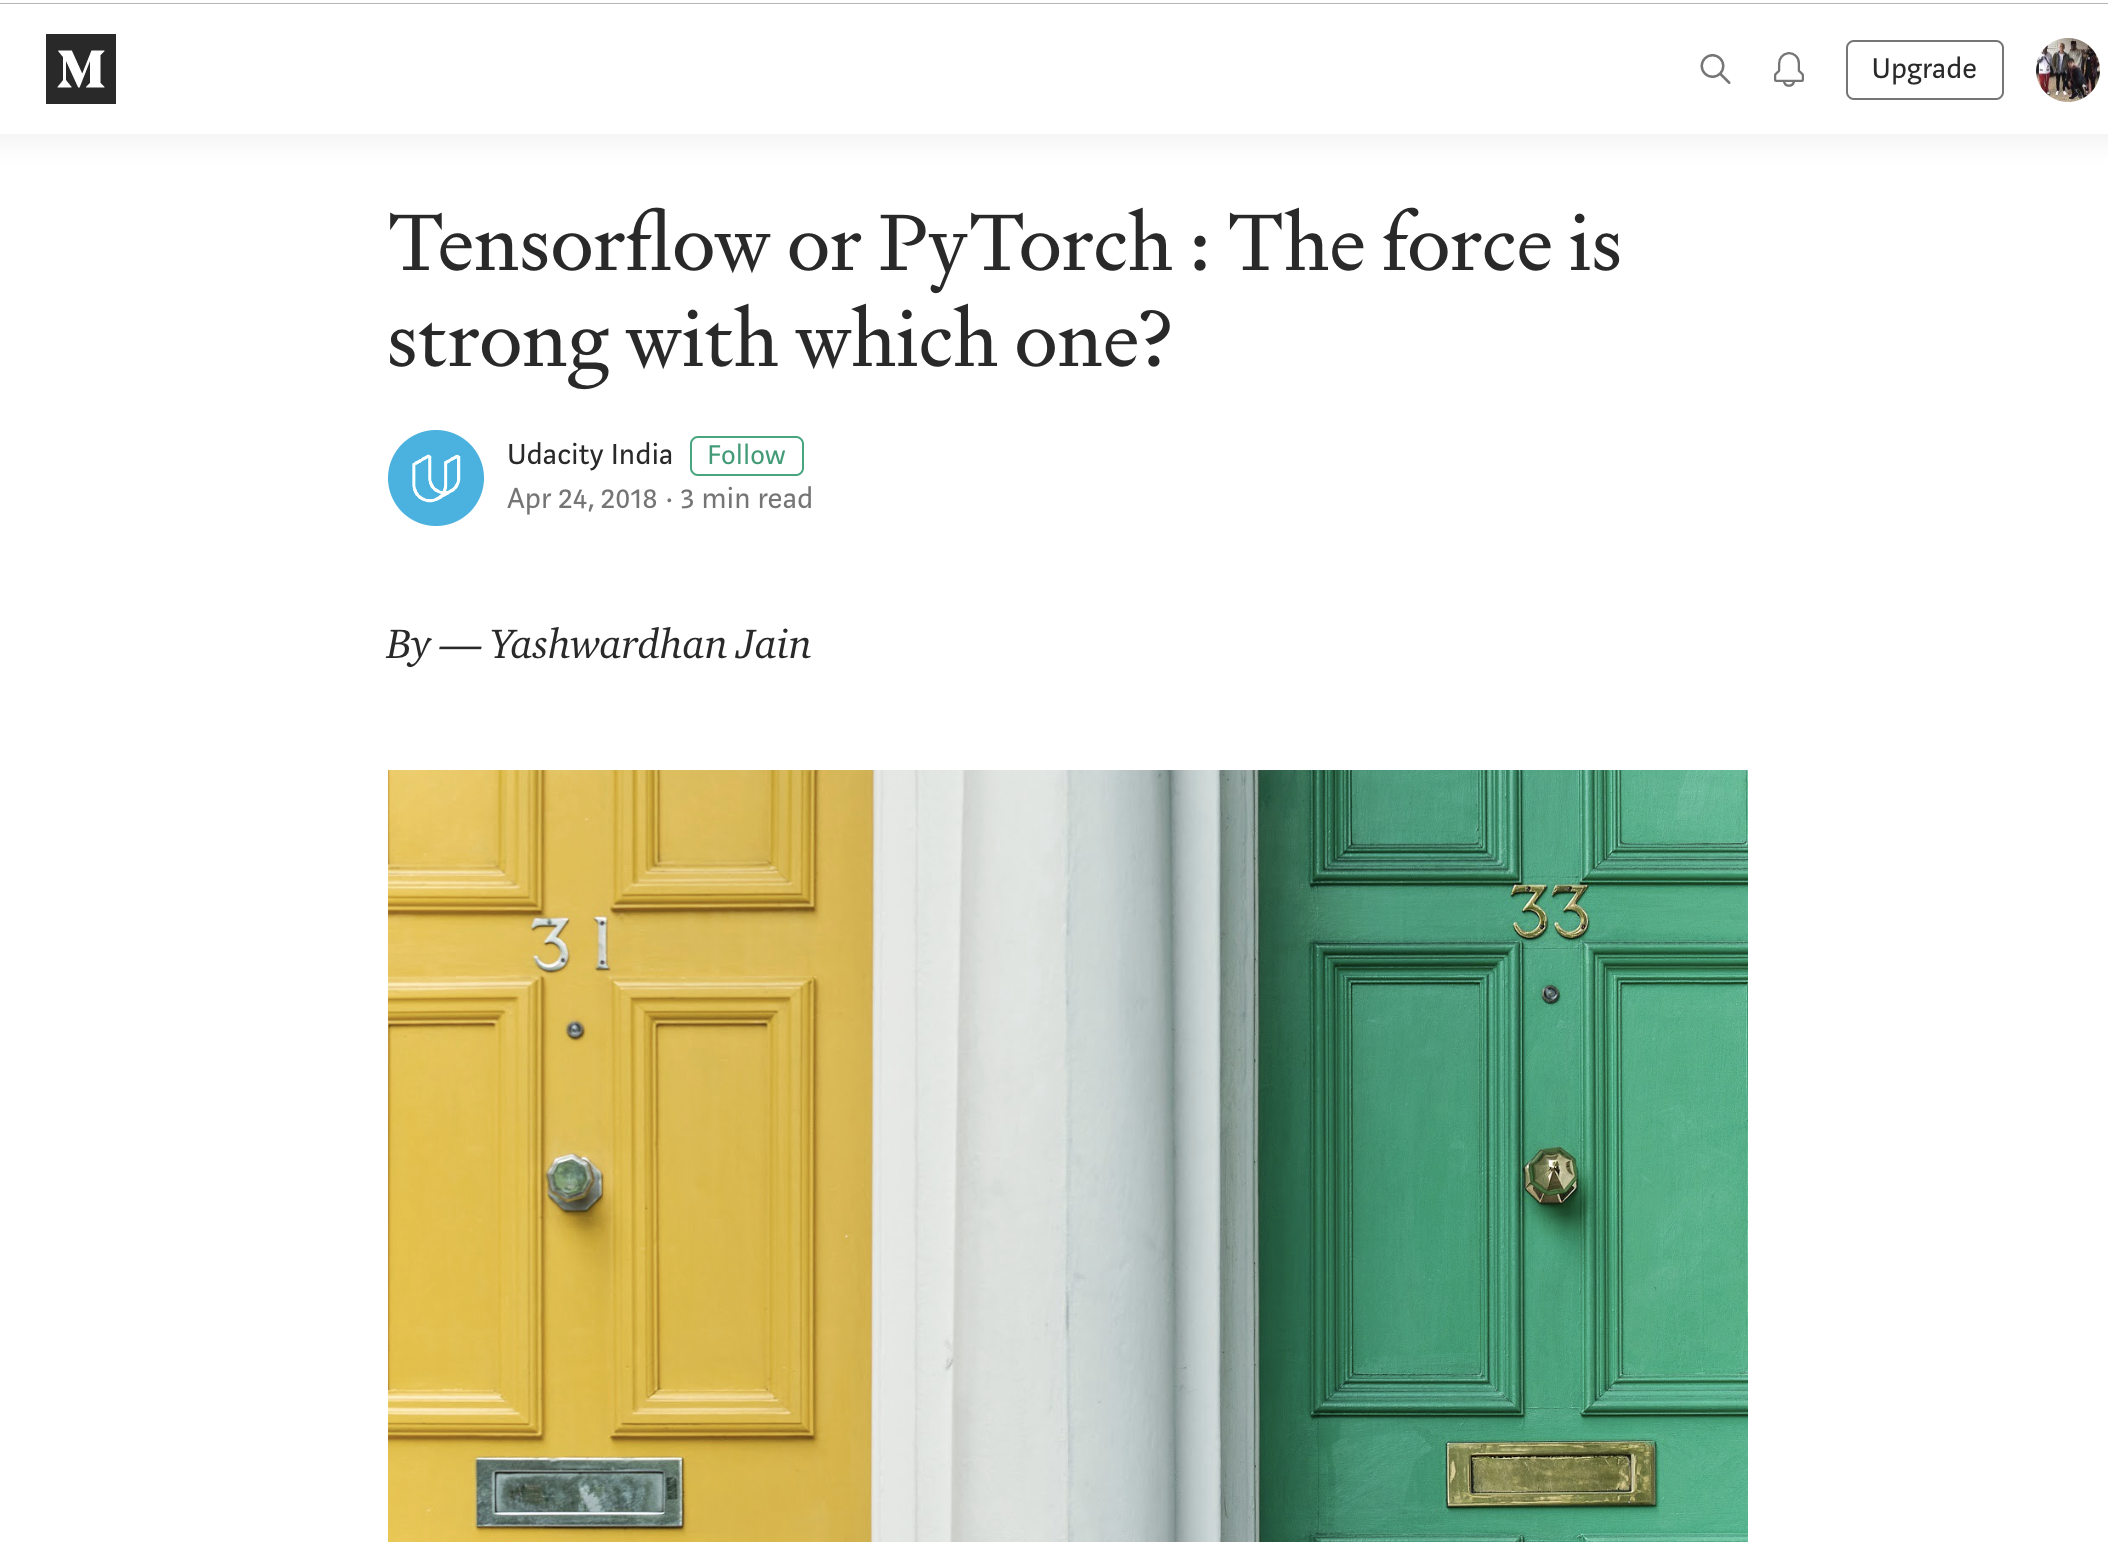 M
Upgrade
Tensorflow or PyTorch : The force is
strong with which one?
Udacity India Follow
Apr 24, 2018 · 3 min read
By — Yashwardhan Jain
31
33